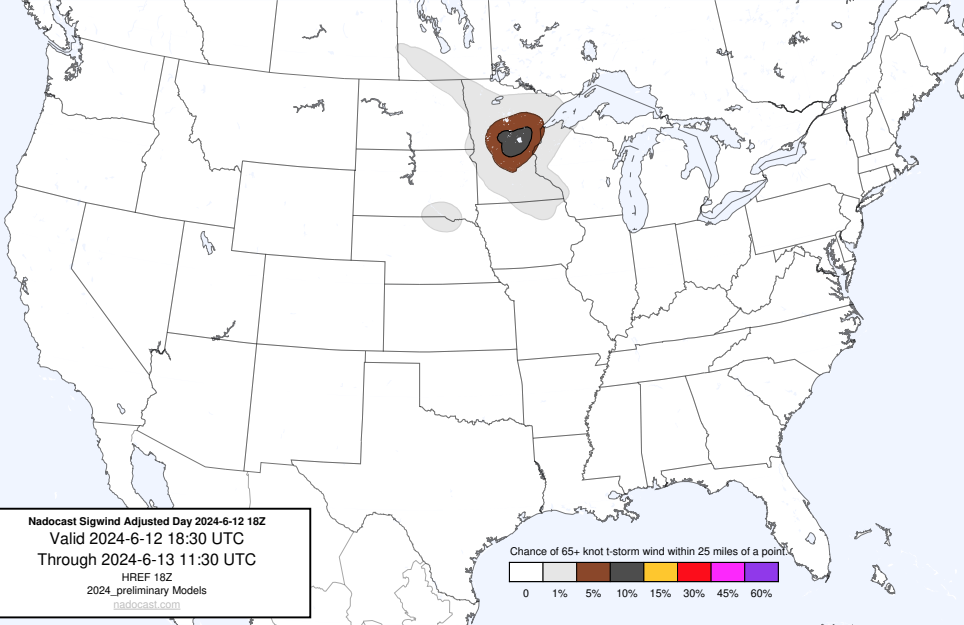 Nadocast Sigwind Adjusted Day 2024-6-12 18Z
Valid 2024-6-12 18:30 UTC
Through 2024-6-13 11:30 UTC
HREF 18Z
2024_preliminary Models
nadocast.com
Chance of 65+ knot t-storm wind within 25 miles of a point.
0 1% 5% 10% 15% 30% 45% 60%